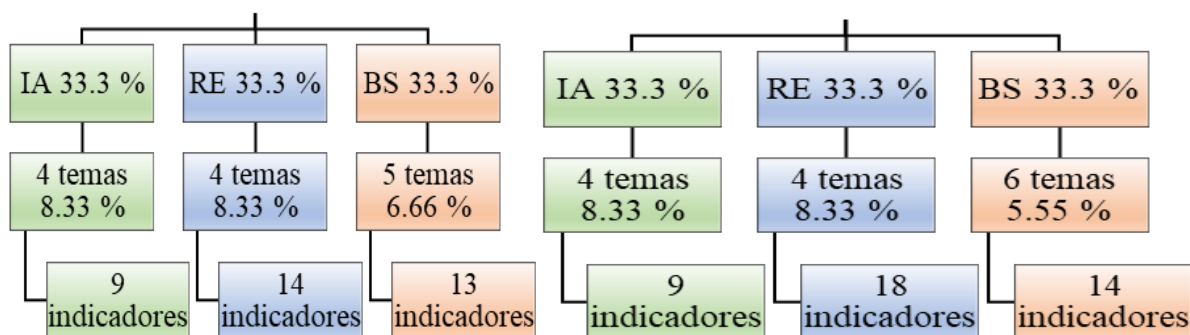 IA 33.3 %
RE 33.3 %
BS 33.3 %
4 temas
8.33 %
4 temas
8.33 %
5 temas
6.66 %
9
indicadores
14
indicadores
13
indicadores
IA 33.3 %
RE 33.3 %
BS 33.3 %
4 temas
8.33 %
4 temas
8.33 %
6 temas
5.55 %
9
indicadores
18
indicadores
14
indicadores